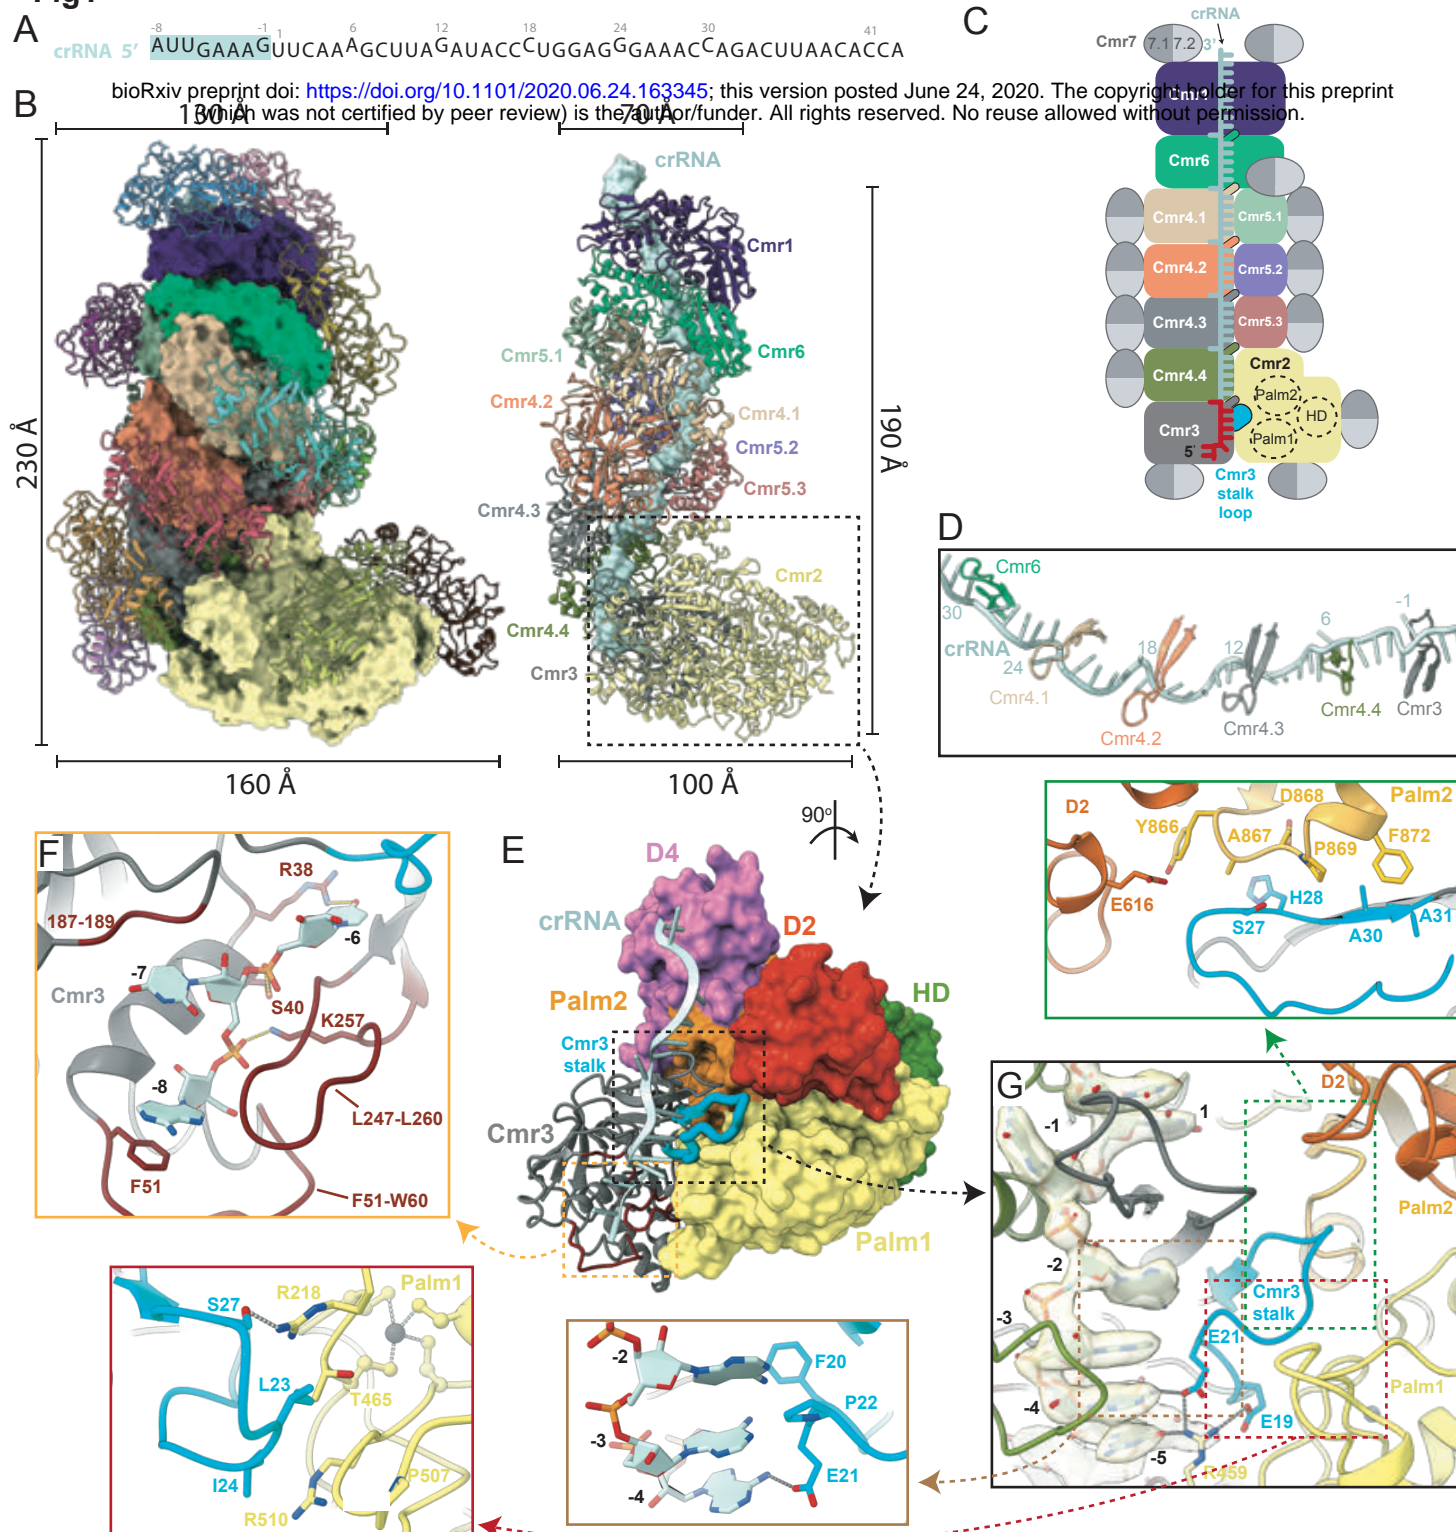 A
-8 -1 1 6 12 18 24 30 41
crRNA 5′ AUUGAAAGUUCAAAGCUUAGAUACCCUGGAGGGAAACCAGACUUAACACCA
bioRxiv preprint doi: https://doi.org/10.1101/2020.06.24.163345; this version posted June 24, 2020. The copyright holder for this preprint
(which was not certified by peer review) is the author/funder. All rights reserved. No reuse allowed without permission.
B
130 Å
70 Å
230 Å
160 Å
190 Å
100 Å
crRNA
Cmr1
Cmr6
Cmr5.1
Cmr4.2
Cmr4.1
Cmr5.2
Cmr5.3
Cmr4.3
Cmr2
Cmr4.4
Cmr3
C
crRNA
Cmr7 7.1 7.2 3′
Cmr1
Cmr6
Cmr4.1 Cmr5.1
Cmr4.2 Cmr5.2
Cmr4.3 Cmr5.3
Cmr4.4 Cmr2
Palm2
HD
Cmr3
Palm1
5′
Cmr3
stalk
loop
D
Cmr6
30
crRNA
24
Cmr4.1
18
Cmr4.2
12
Cmr4.3
6
Cmr4.4
-1
Cmr3
90°
E
D4
crRNA
D2
Palm2
HD
Cmr3
stalk
Cmr3
Palm1
F
R38
187-189
-6
-7
Cmr3
S40
K257
-8
L247-L260
F51
F51-W60
D2
D868
Palm2
Y866
A867
P869
F872
E616
H28
S27
A30
A31
G
D2
-1
1
Palm2
-2
Cmr3
stalk
-3
E21
Palm1
-4
E19
-5
R459
S27
R218
Palm1
L23
T465
I24
P507
R510
-2
F20
P22
-3
E21
-4